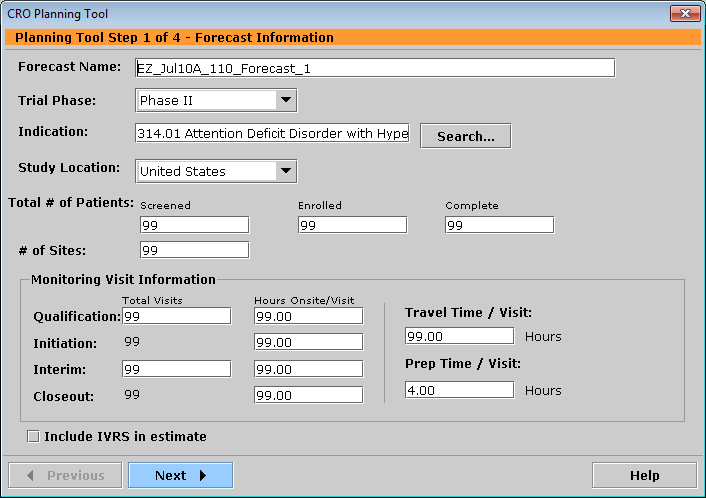 CRO Planning Tool
Planning Tool Step 1 of 4 - Forecast Information
Forecast Name: EZ_Jul10A_110_Forecast_1
Trial Phase: Phase II
Indication: 314.01 Attention Deficit Disorder with Hype Search...
Study Location: United States
Total # of Patients: Screened Enrolled Complete
99 99 99
# of Sites: 99
Monitoring Visit Information
Total Visits Hours Onsite/Visit
Qualification: 99 99.00
Initiation: 99 99.00
Interim: 99 99.00
Closeout: 99 99.00
Travel Time / Visit:
99.00 Hours
Prep Time / Visit:
4.00 Hours
Include IVRS in estimate
Previous Next Help